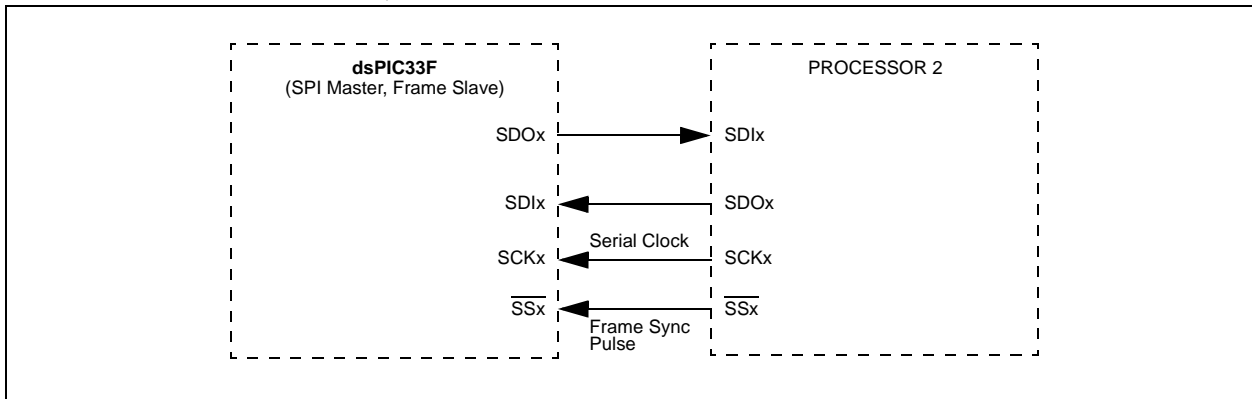 dsPIC33F
(SPI Master, Frame Slave)
PROCESSOR 2
SDOx
SDIx
SDIx
SDOx
Serial Clock
SCKx
SCKx
SSx
SSx
Frame Sync
Pulse